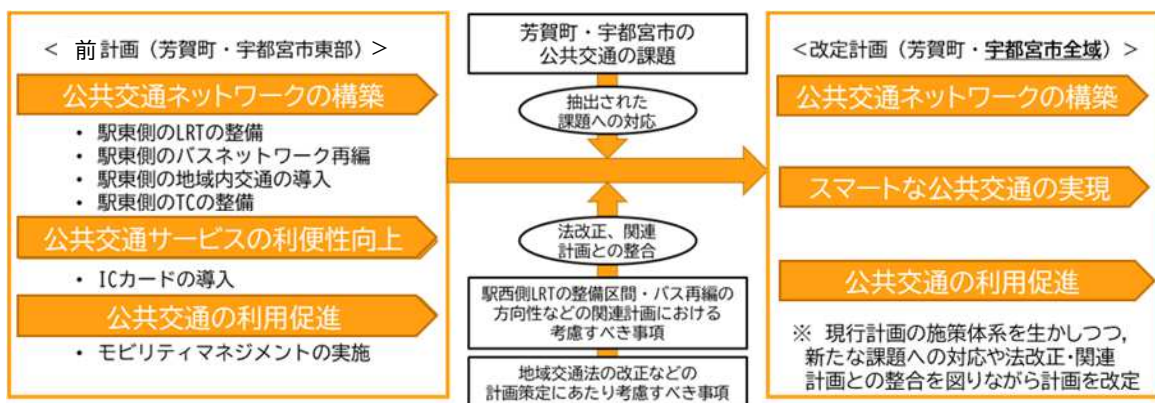 < 前計画（芳賀町・宇都宮市東部）>
公共交通ネットワークの構築
・ 駅東側のLRTの整備
・ 駅東側のバスネットワーク再編
・ 駅東側の地域内交通の導入
・ 駅東側のTCの整備
公共交通サービスの利便性向上
・ ICカードの導入
公共交通の利用促進
・ モビリティマネジメントの実施
芳賀町・宇都宮市の
公共交通の課題
抽出された
課題への対応
法改正、関連
計画との整合
駅西側LRTの整備区間・バス再編の
方向性などの関連計画における
考慮すべき事項
地域交通法の改正などの
計画策定にあたり考慮すべき事項
<改定計画（芳賀町・宇都宮市全域）>
公共交通ネットワークの構築
スマートな公共交通の実現
公共交通の利用促進
※ 現行計画の施策体系を生かしつつ,
新たな課題への対応や法改正・関連
計画との整合を図りながら計画を改定